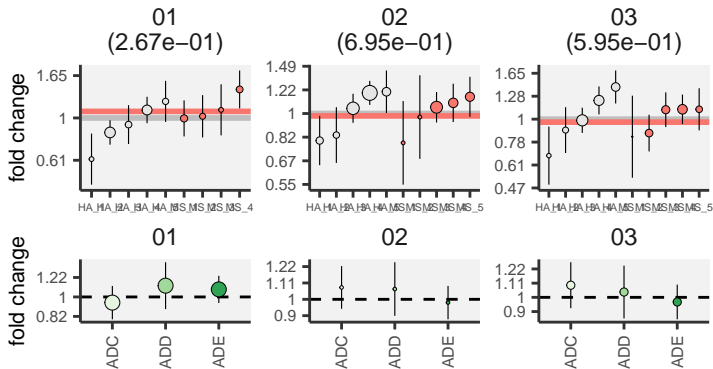 01
(2.67e−01)
02
(6.95e−01)
03
(5.95e−01)
fold change
1.65
1
0.61
1.49
1.22
1
0.82
0.67
0.55
1.65
1.28
1
0.78
0.61
0.47
01
02
03
fold change
1.22
1
0.82
1.22
1.11
1
0.9
1.22
1.11
1
0.9
ADC
ADD
ADE
ADC
ADD
ADE
ADC
ADD
ADE